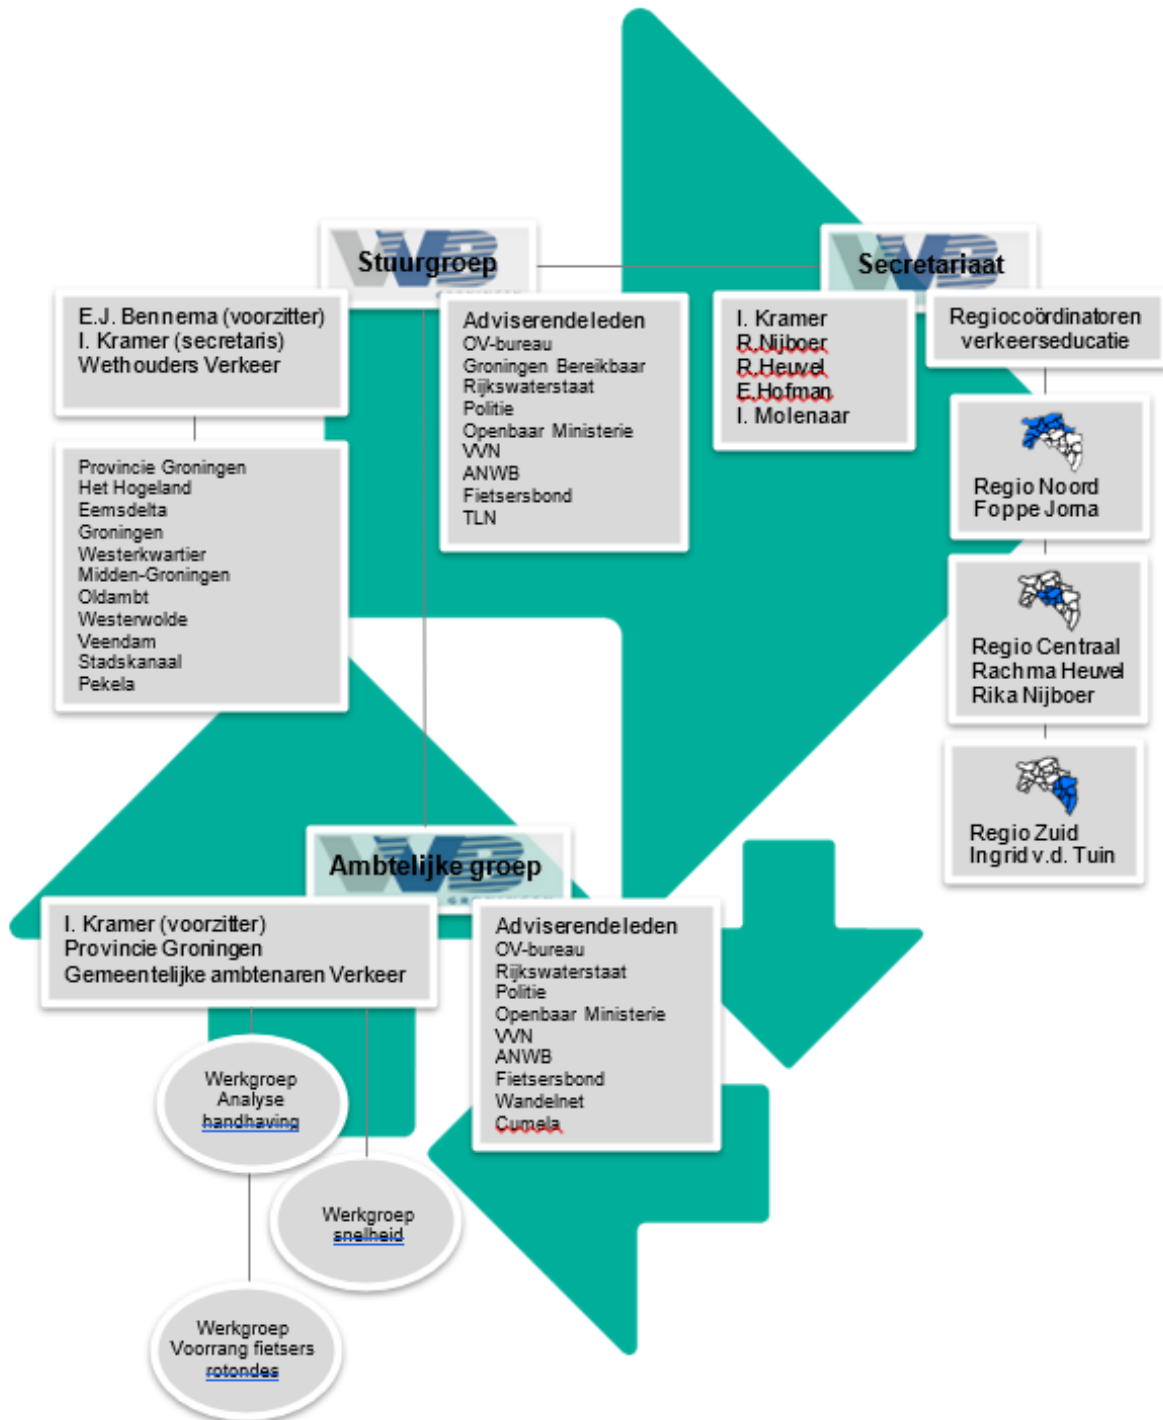 Stuurgroep
E.J. Bennema (voorzitter)
I. Kramer (secretaris)
Wethouders Verkeer
Provincie Groningen
Het Hogeland
Eemsdelta
Groningen
Westerkwartier
Midden-Groningen
Oldambt
Westerwolde
Veendam
Stadskanaal
Pekela
Adviserende leden
OV-bureau
Groningen Bereikbaar
Rijkswaterstaat
Politie
Openbaar Ministerie
VVN
ANWB
Fietsersbond
TLN
Secretariaat
I. Kramer
R.Nijboer
R.Heuvel
E.Hofman
I. Molenaar
Regiocoördinatoren
verkeerseducatie
Regio Noord
Foppe Jorna
Regio Centraal
Rachma Heuvel
Rika Nijboer
Regio Zuid
Ingrid v.d. Tuin
Ambtelijke groep
GRONINGEN
I. Kramer (voorzitter)
Provincie Groningen
Gemeentelijke ambtenaren Verkeer
Adviserende leden
OV-bureau
Rijkswaterstaat
Politie
Openbaar Ministerie
VVN
ANWB
Fietsersbond
Wandelnet
Cumela
Werkgroep
Analyse
handhaving
Werkgroep
snelheid
Werkgroep
Voorrang fietsers
rotondes